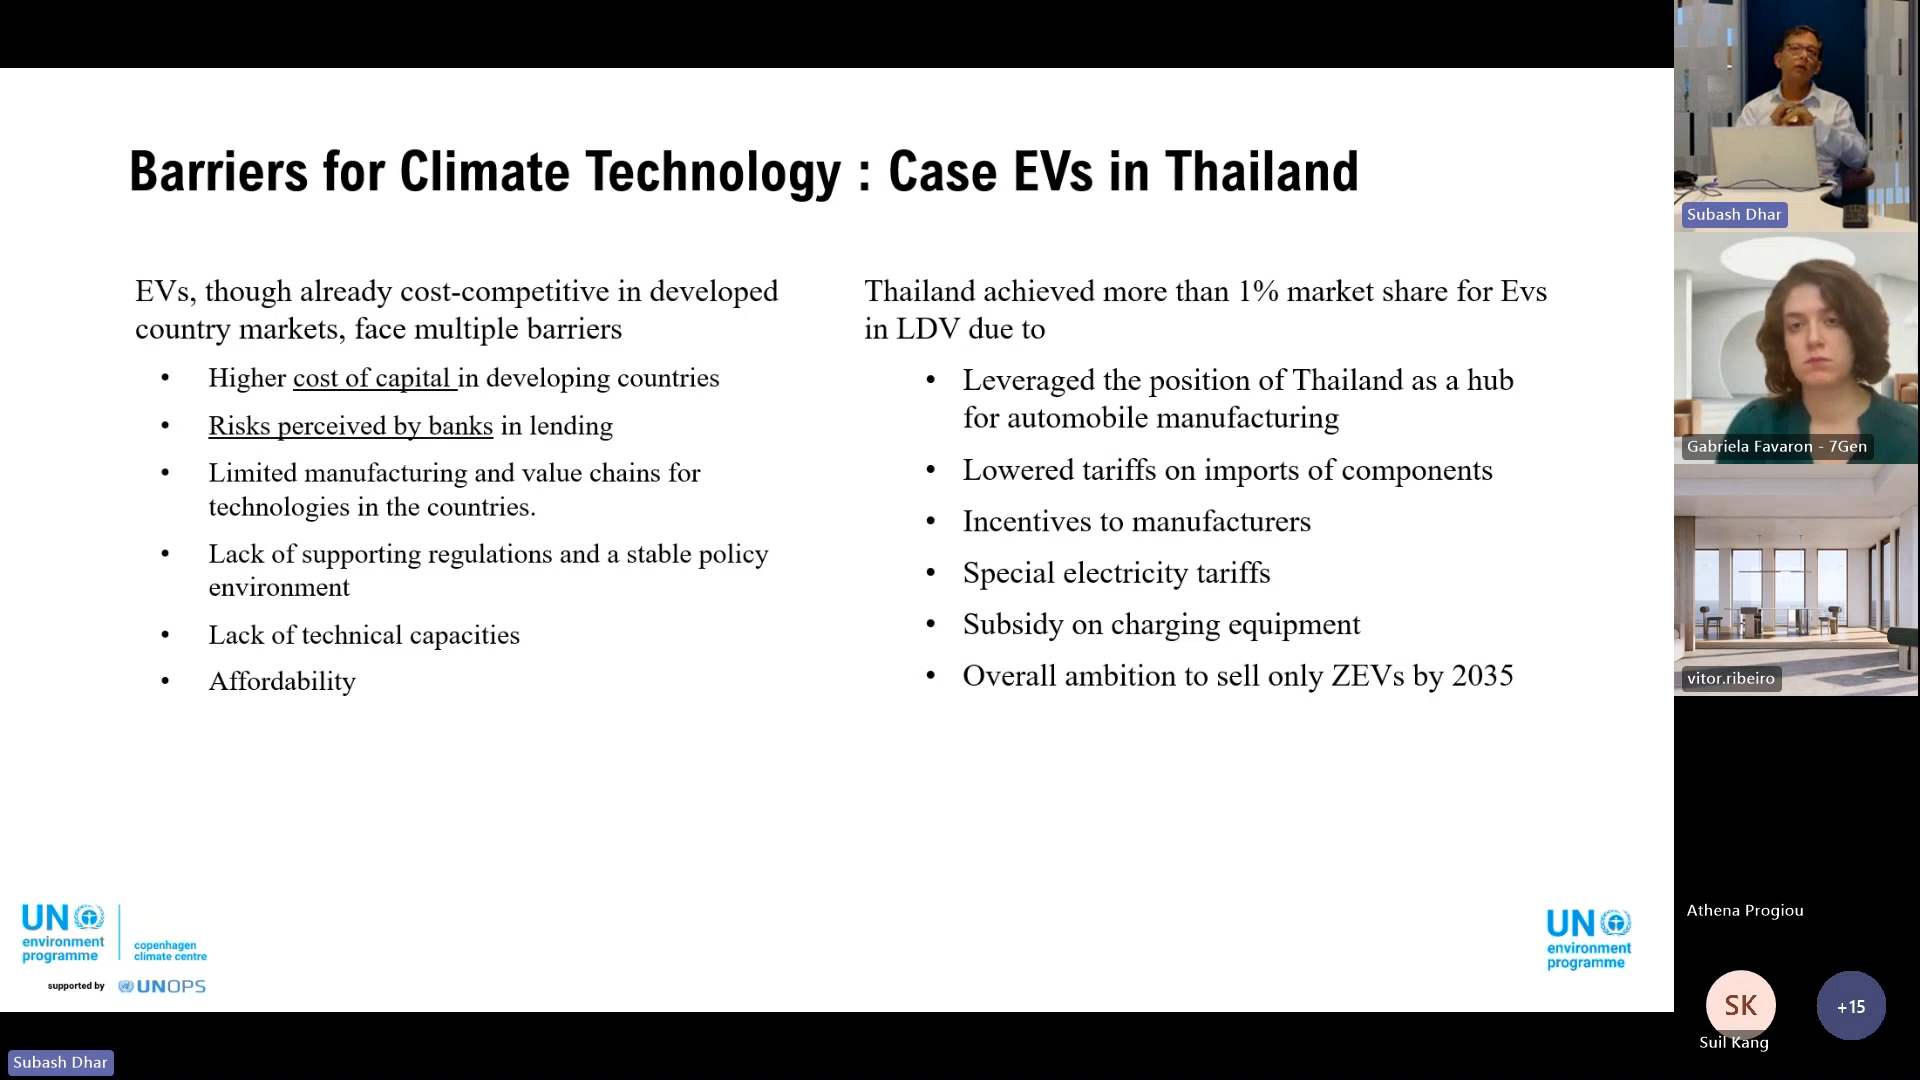 Barriers for Climate Technology : Case EVs in Thailand
EVs, though already cost-competitive in developed
country markets, face multiple barriers
• Higher cost of capital in developing countries
• Risks perceived by banks in lending
• Limited manufacturing and value chains for
technologies in the countries.
• Lack of supporting regulations and a stable policy
environment
• Lack of technical capacities
• Affordability
Thailand achieved more than 1% market share for Evs
in LDV due to
• Leveraged the position of Thailand as a hub
for automobile manufacturing
• Lowered tariffs on imports of components
• Incentives to manufacturers
• Special electricity tariffs
• Subsidy on charging equipment
• Overall ambition to sell only ZEVs by 2035
UN
environment
programme
copenhagen
climate centre
supported by
UNOPS
UN
environment
programme
Subash Dhar
Subash Dhar
Gabriela Favaron - 7Gen
vitor.ribeiro
Athena Progiou
SK
Suil Kang
+15